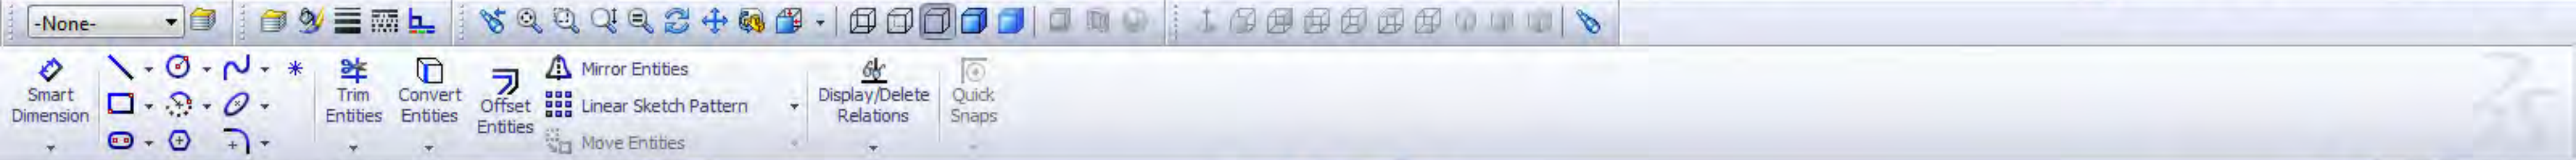 -None-
Smart
Dimension
Trim
Entities
Convert
Entities
Offset
Entities
Mirror Entities
Linear Sketch Pattern
Move Entities
Display/Delete
Relations
Quick
Snaps